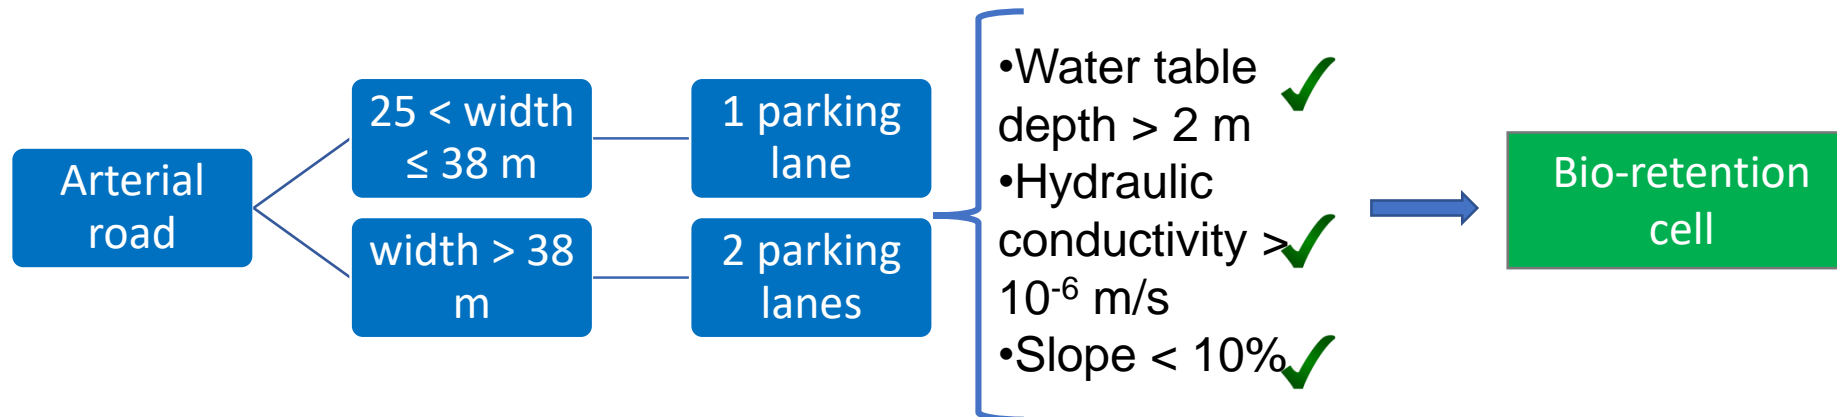 Arterial
road
25 < width
≤ 38 m
width > 38
m
1 parking
lane
2 parking
lanes
•Water table
depth > 2 m
•Hydraulic
conductivity >
10⁻⁶ m/s
•Slope < 10%
Bio-retention
cell